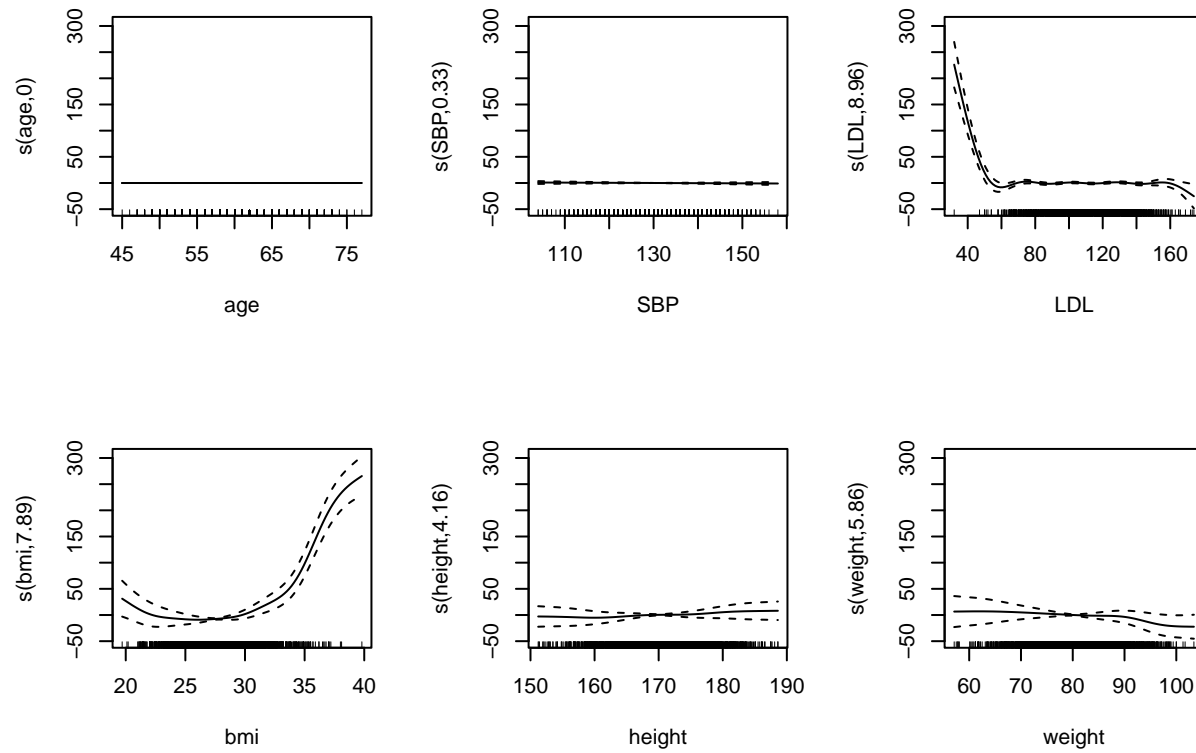 s(age,0)
−50 50 150 300
45 55 65 75
age
s(SBP,0.33)
−50 50 150 300
110 130 150
SBP
s(LDL,8.96)
−50 50 150 300
40 80 120 160
LDL
s(bmi,7.89)
−50 50 150 300
20 25 30 35 40
bmi
s(height,4.16)
−50 50 150 300
150 160 170 180 190
height
s(weight,5.86)
−50 50 150 300
60 70 80 90 100
weight